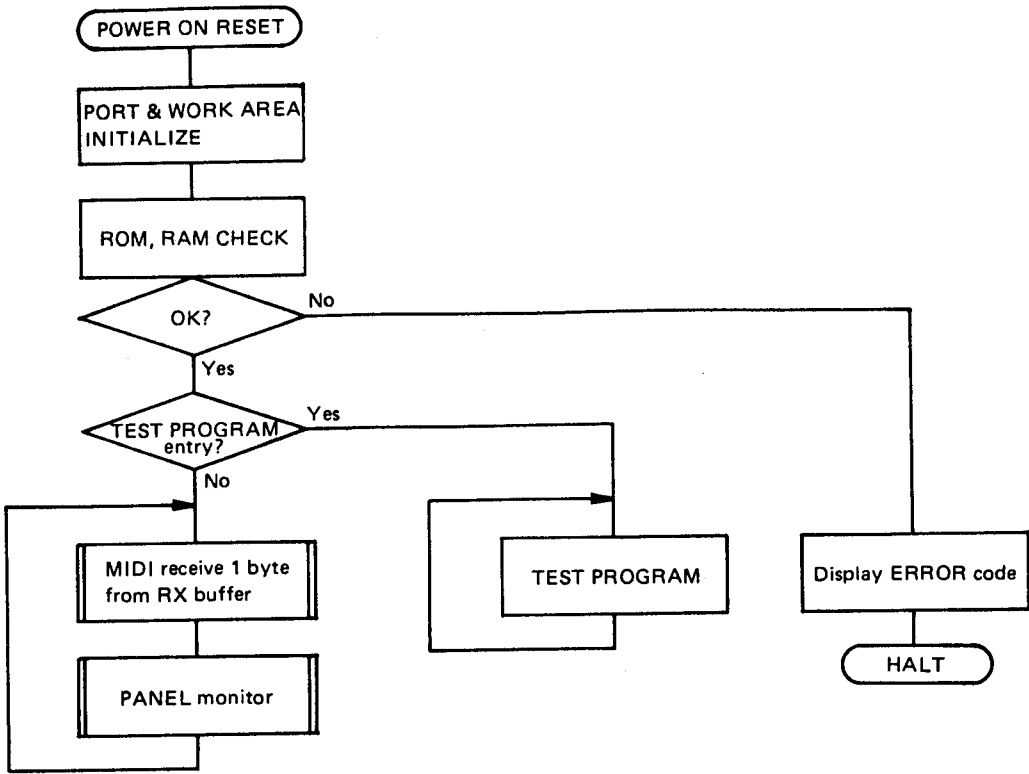 POWER ON RESET
PORT & WORK AREA
INITIALIZE
ROM, RAM CHECK
OK?
No
Yes
TEST PROGRAM
entry?
Yes
No
MIDI receive 1 byte
from RX buffer
PANEL monitor
TEST PROGRAM
Display ERROR code
HALT